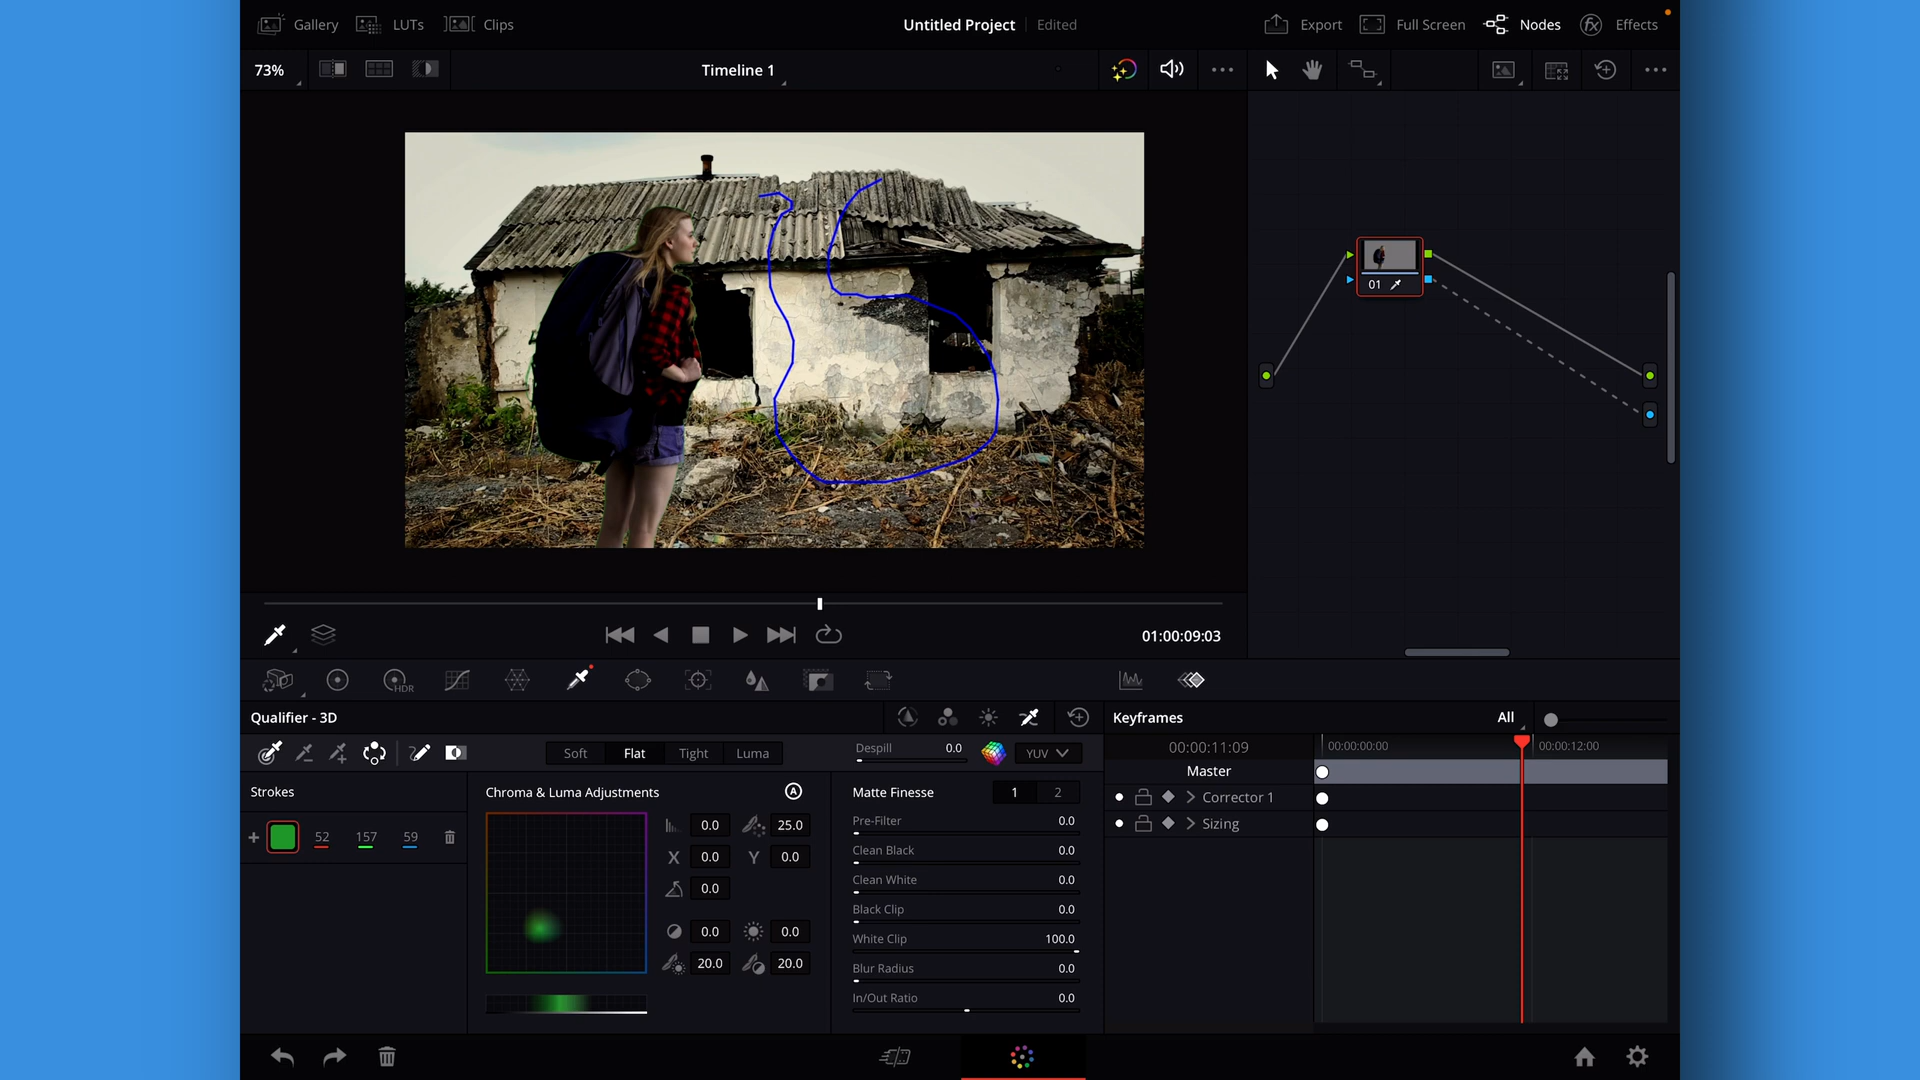 Gallery LUTs Clips Untitled Project Edited Export Full Screen Nodes Effects
73% Timeline 1
01
01:00:09:03
HDR
Qualifier - 3D Keyframes All
Soft Flat Tight Luma Despill 0.0 YUV 00:00:11:09 00:00:00:00 00:00:12:00
Master
Strokes Chroma & Luma Adjustments A Matte Finesse 1 2
Corrector 1
Sizing
52 157 59
0.0 25.0
X 0.0 Y 0.0
0.0
0.0 0.0
20.0 20.0
Pre-Filter 0.0
Clean Black 0.0
Clean White 0.0
Black Clip 0.0
White Clip 100.0
Blur Radius 0.0
In/Out Ratio 0.0